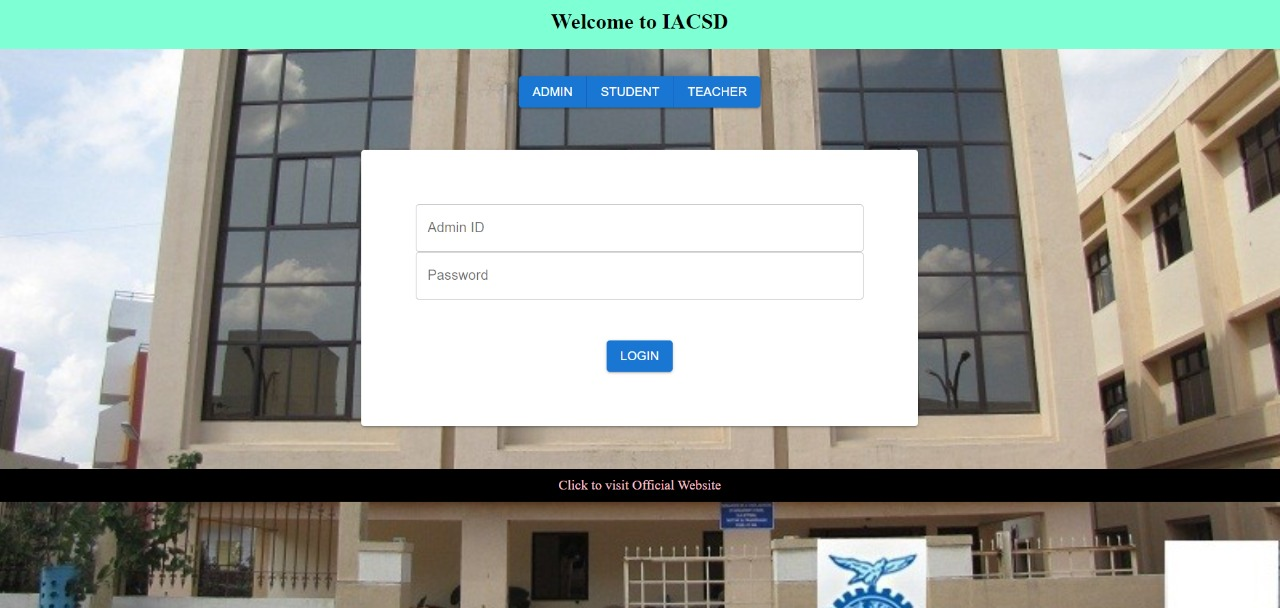 Welcome to IACSD
ADMIN STUDENT TEACHER
Admin ID
Password
LOGIN
Click to visit Official Website